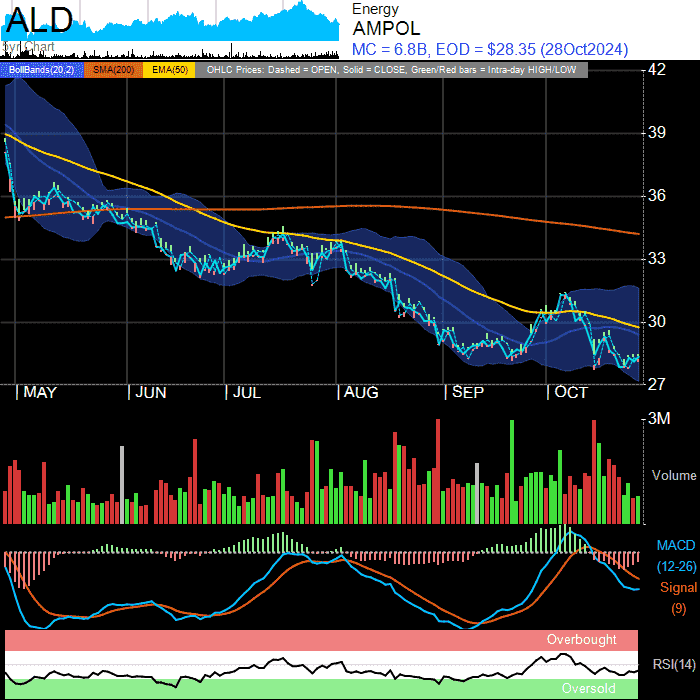 ALD
5yr Chart
Energy
AMPOL
MC = 6.8B, EOD = $28.35 (28Oct2024)
BollBands(20,2) SMA(200) EMA(50) OHLC Prices: Dashed = OPEN, Solid = CLOSE, Green/Red bars = Intra-day HIGH/LOW
42
39
36
33
30
27
| MAY | JUN | JUL | AUG | SEP | OCT
3M
Volume
MACD
(12-26)
Signal
(9)
Overbought
RSI(14)
Oversold